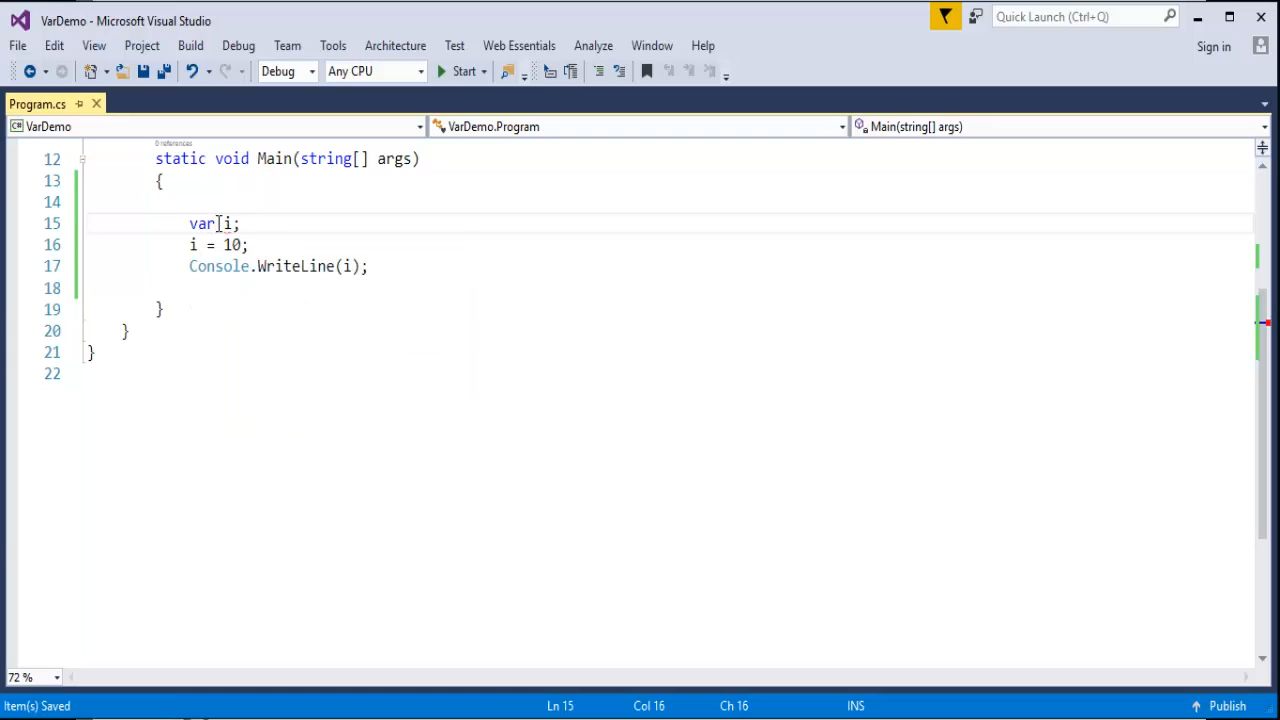 VarDemo - Microsoft Visual Studio
Quick Launch (Ctrl+Q)
File Edit View Project Build Debug Team Tools Architecture Test Web Essentials Analyze Window Help
Sign in
Debug Any CPU Start
Program.cs
C# VarDemo VarDemo.Program Main(string[] args)
0 references
12 static void Main(string[] args)
13 {
14
15 var i;
16 i = 10;
17 Console.WriteLine(i);
18
19 }
20 }
21 }
22
72 %
Item(s) Saved Ln 15 Col 16 Ch 16 INS Publish